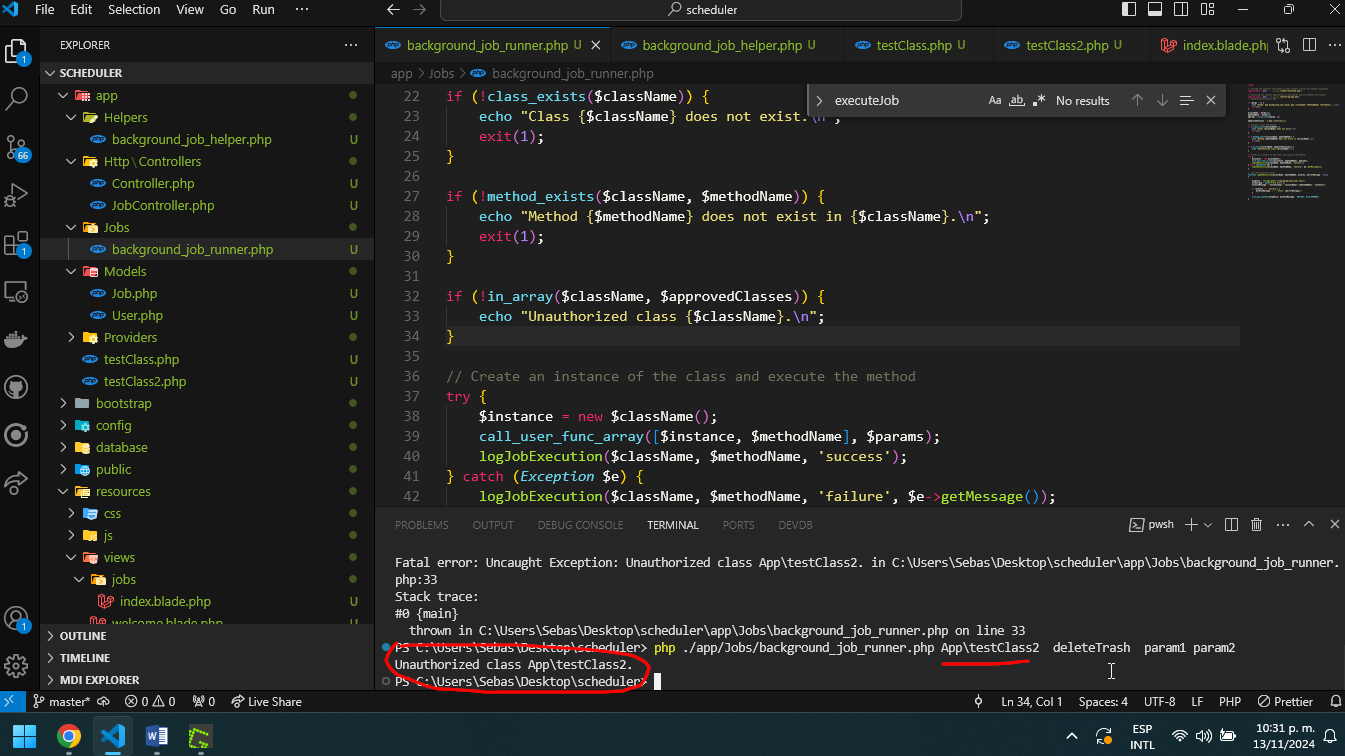 File Edit Selection View Go Run ··· scheduler
EXPLORER ···
SCHEDULER
app
Helpers
background_job_helper.php U
Http\Controllers
Controller.php U
JobController.php U
Jobs
background_job_runner.php U
Models
Job.php U
User.php U
Providers
testClass.php U
testClass2.php U
bootstrap
config
database
public
resources
css
js
views
jobs
index.blade.php U
welcome.blade.php U
OUTLINE
TIMELINE
MDI EXPLORER
1
66
1
1
background_job_runner.php U background_job_helper.php U testClass.php U testClass2.php U index.blade.php
app > Jobs > background_job_runner.php
executeJob Aa ab .* No results
22 if (!class_exists($className)) {
23 echo "Class {$className} does not exist.\n";
24 exit(1);
25 }
26
27 if (!method_exists($className, $methodName)) {
28 echo "Method {$methodName} does not exist in {$className}.\n";
29 exit(1);
30 }
31
32 if (!in_array($className, $approvedClasses)) {
33 echo "Unauthorized class {$className}.\n";
34 }
35
36 // Create an instance of the class and execute the method
37 try {
38 $instance = new $className();
39 call_user_func_array([$instance, $methodName], $params);
40 logJobExecution($className, $methodName, 'success');
41 } catch (Exception $e) {
42 logJobExecution($className, $methodName, 'failure', $e->getMessage());
PROBLEMS OUTPUT DEBUG CONSOLE TERMINAL PORTS DEVDB pwsh
Fatal error: Uncaught Exception: Unauthorized class App\testClass2. in C:\Users\Sebas\Desktop\scheduler\app\Jobs\background_job_runner.
php:33
Stack trace:
#0 {main}
thrown in C:\Users\Sebas\Desktop\scheduler\app\Jobs\background_job_runner.php on line 33
PS C:\Users\Sebas\Desktop\scheduler> php ./app/Jobs/background_job_runner.php App\testClass2 deleteTrash param1 param2
Unauthorized class App\testClass2.
PS C:\Users\Sebas\Desktop\scheduler>
master* 0 0 0 Live Share Ln 34, Col 1 Spaces: 4 UTF-8 LF PHP Prettier
ESP
INTL
10:31 p. m.
13/11/2024